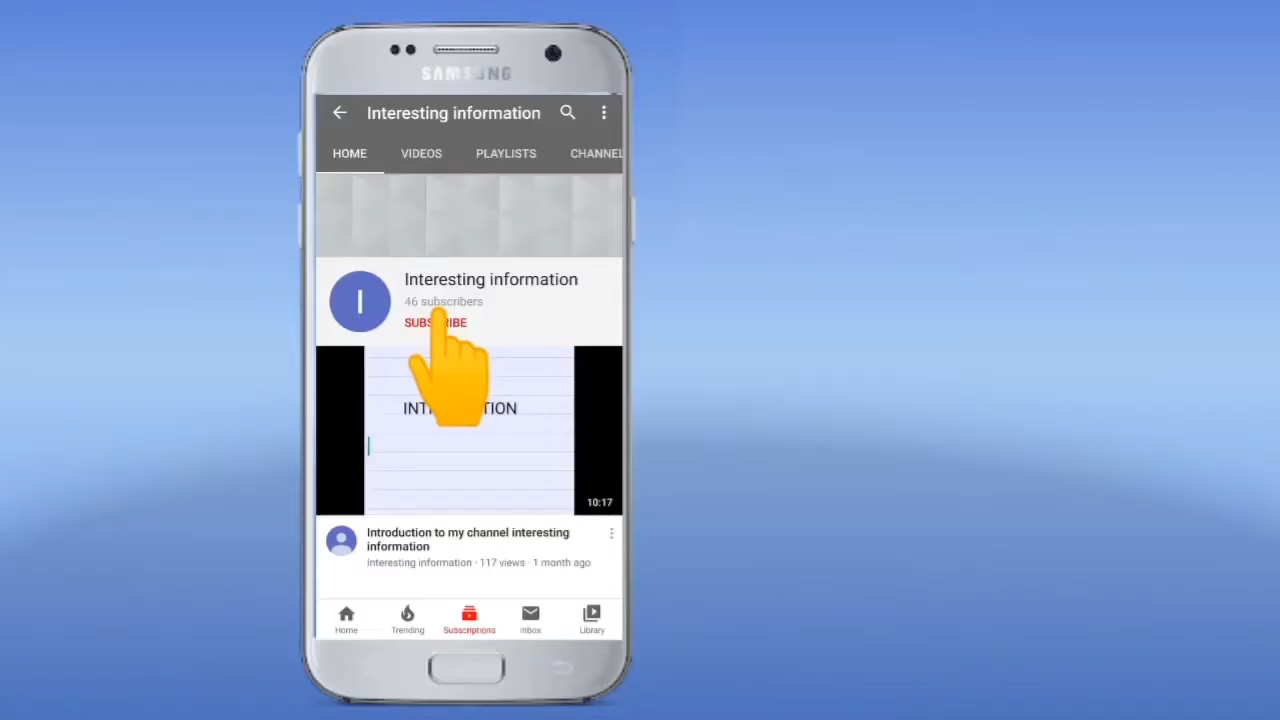 SAMSUNG
Interesting information
HOME VIDEOS PLAYLISTS CHANNEL
I
Interesting information
46 subscribers
SUBSCRIBE
10:17
Introduction to my channel interesting
information
Interesting information · 117 views · 1 month ago
Home Trending Subscriptions Inbox Library